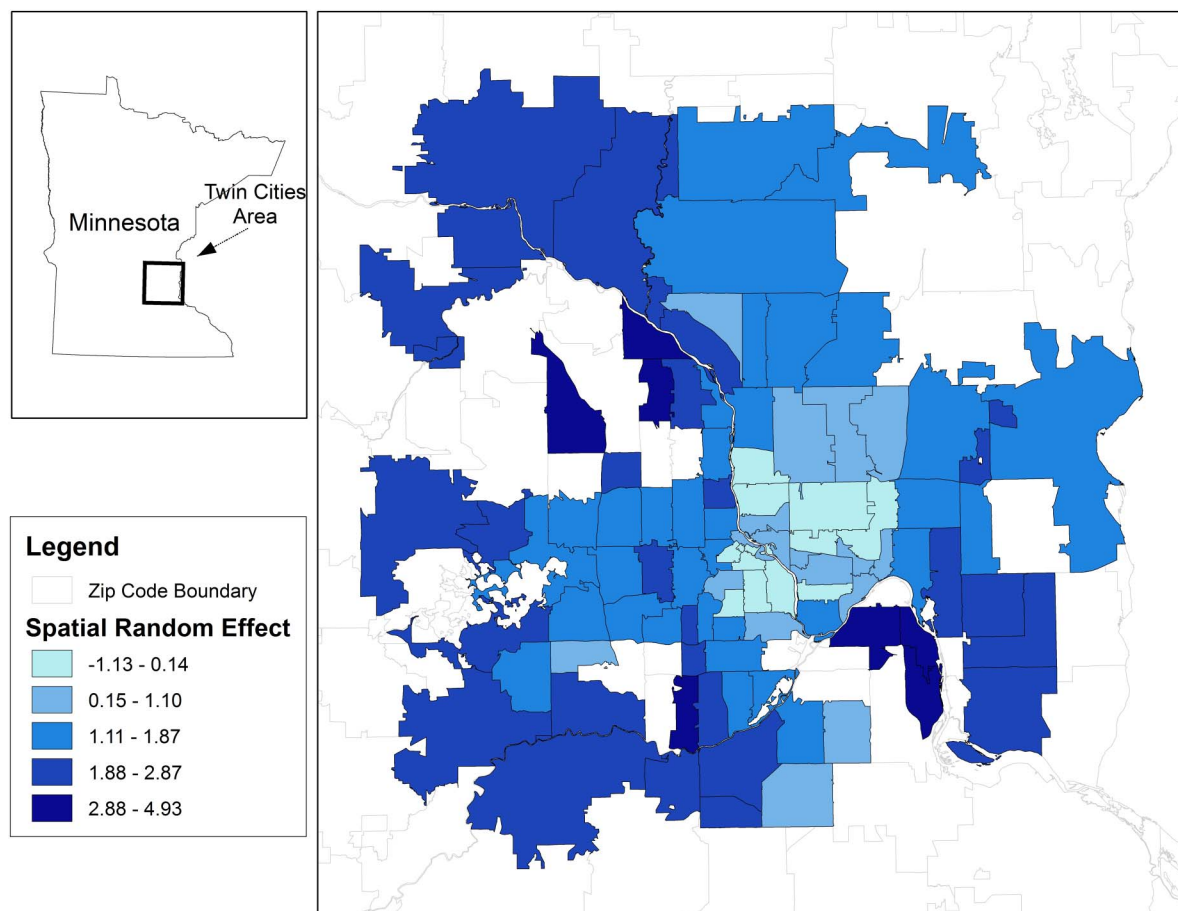 Twin Cities
Area
Minnesota
Legend
Zip Code Boundary
Spatial Random Effect
-1.13 - 0.14
0.15 - 1.10
1.11 - 1.87
1.88 - 2.87
2.88 - 4.93